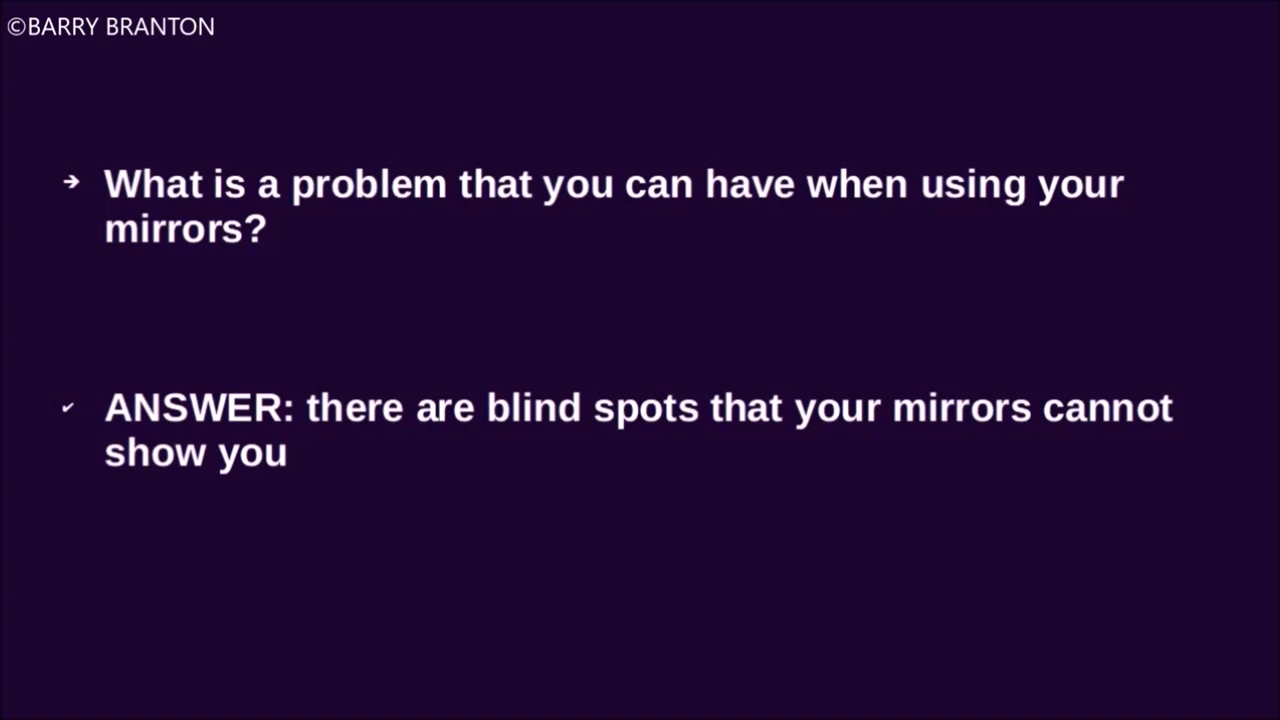 ©BARRY BRANTON
➔ What is a problem that you can have when using your
mirrors?
✔ ANSWER: there are blind spots that your mirrors cannot
show you